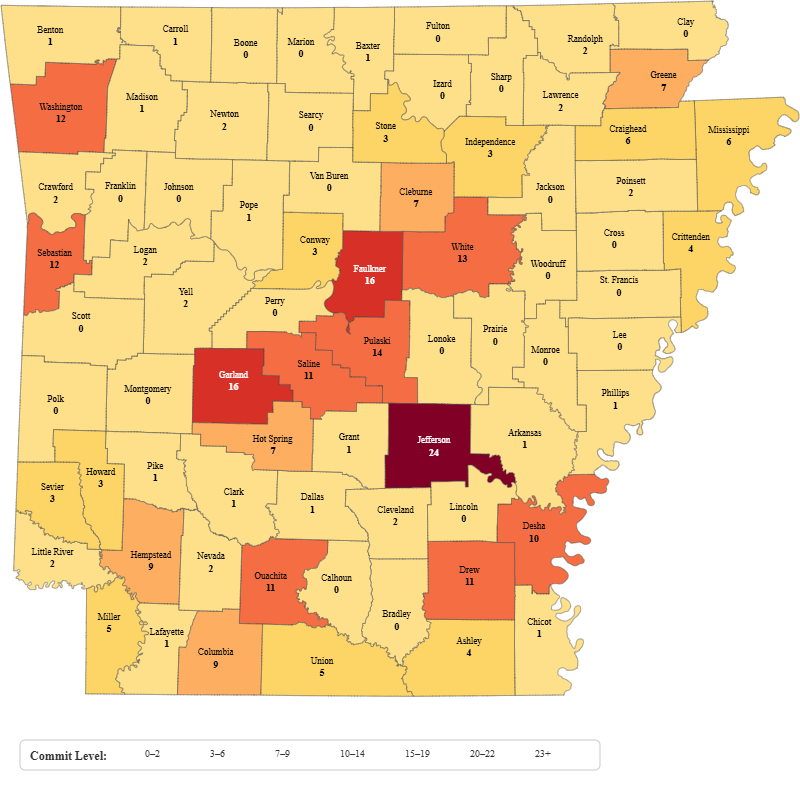 Benton
1
Carroll
1
Boone
0
Marion
0
Baxter
1
Fulton
0
Randolph
2
Clay
0
Washington
12
Madison
1
Newton
2
Searcy
0
Stone
3
Izard
0
Sharp
0
Lawrence
2
Greene
7
Independence
3
Craighead
6
Mississippi
6
Crawford
2
Franklin
0
Johnson
0
Pope
1
Van Buren
0
Cleburne
7
Jackson
0
Poinsett
2
Sebastian
12
Logan
2
Conway
3
Faulkner
16
White
13
Woodruff
0
Cross
0
Crittenden
4
St. Francis
0
Scott
0
Yell
2
Perry
0
Pulaski
14
Lonoke
0
Prairie
0
Monroe
0
Lee
0
Polk
0
Montgomery
0
Garland
16
Saline
11
Phillips
1
Hot Spring
7
Grant
1
Jefferson
24
Arkansas
1
Sevier
3
Howard
3
Pike
1
Clark
1
Dallas
1
Cleveland
2
Lincoln
0
Desha
10
Little River
2
Hempstead
9
Nevada
2
Ouachita
11
Calhoun
0
Bradley
0
Drew
11
Miller
5
Lafayette
1
Columbia
9
Union
5
Ashley
4
Chicot
1
Commit Level: 0–2 3–6 7–9 10–14 15–19 20–22 23+